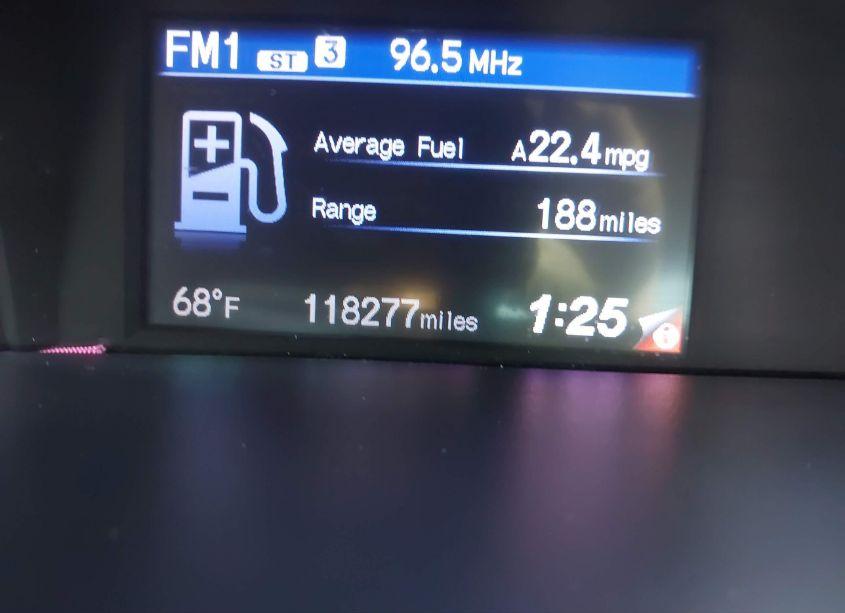 FM1 ST 3 96.5 MHz
Average Fuel A22.4mpg
Range 188miles
68°F 118277miles 1:25
i